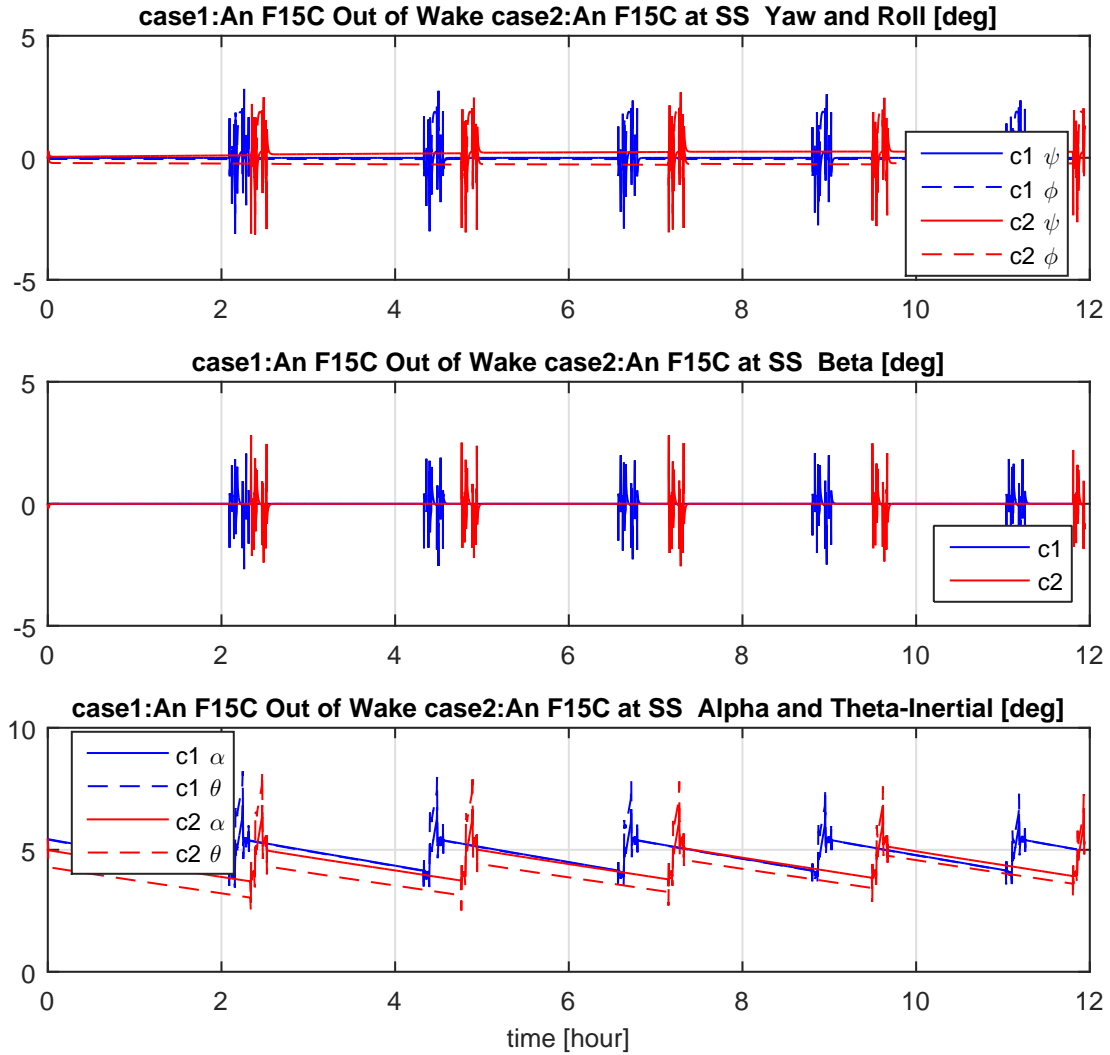 case1:An F15C Out of Wake case2:An F15C at SS  Yaw and Roll [deg]
5
0
-5
0 2 4 6 8 10 12
c1 ψ
c1 ϕ
c2 ψ
c2 ϕ
case1:An F15C Out of Wake case2:An F15C at SS  Beta [deg]
5
0
-5
0 2 4 6 8 10 12
c1
c2
case1:An F15C Out of Wake case2:An F15C at SS  Alpha and Theta-Inertial [deg]
10
5
0
c1 α
c1 θ
c2 α
c2 θ
0 2 4 6 8 10 12
time [hour]